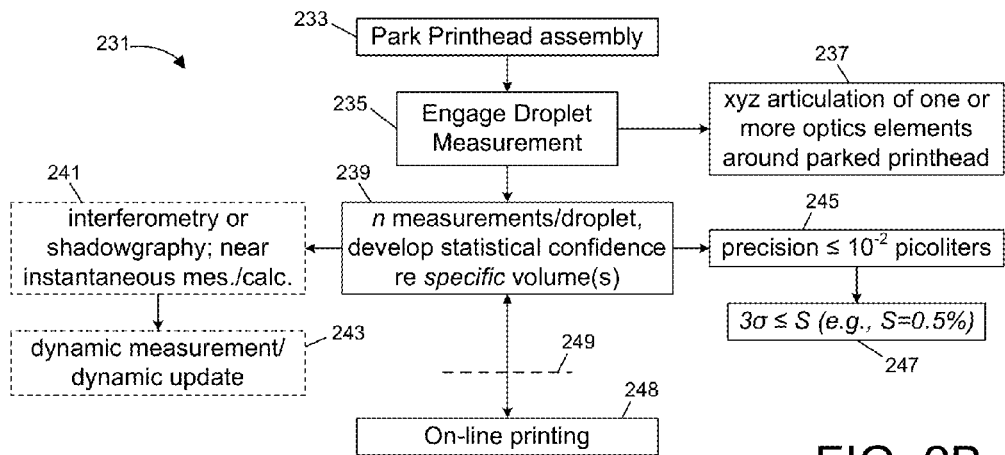 233
Park Printhead assembly
231
237
235
Engage Droplet
Measurement
xyz articulation of one or
more optics elements
around parked printhead
241
239
245
interferometry or
shadowgraphy; near
instantaneous mes./calc.
n measurements/droplet,
develop statistical confidence
re specific volume(s)
precision ≤ 10⁻² picoliters
3σ ≤ S (e.g., S=0.5%)
247
243
dynamic measurement/
dynamic update
249
248
On-line printing